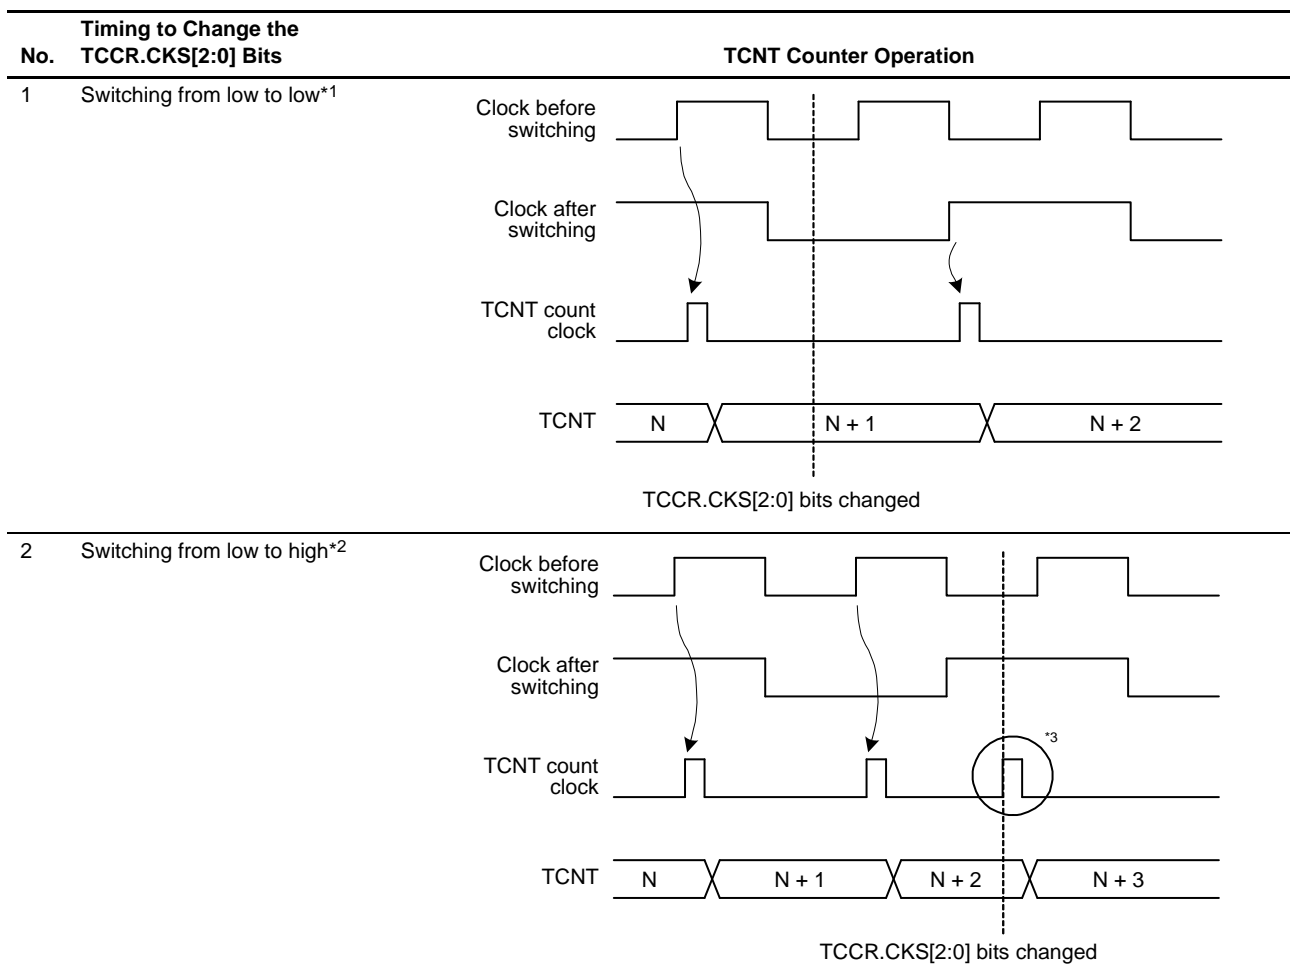 Timing to Change the
No. TCCR.CKS[2:0] Bits TCNT Counter Operation
1 Switching from low to low*1
Clock before
switching
Clock after
switching
TCNT count
clock
TCNT N N + 1 N + 2
TCCR.CKS[2:0] bits changed
2 Switching from low to high*2
Clock before
switching
Clock after
switching
*3
TCNT count
clock
TCNT N N + 1 N + 2 N + 3
TCCR.CKS[2:0] bits changed